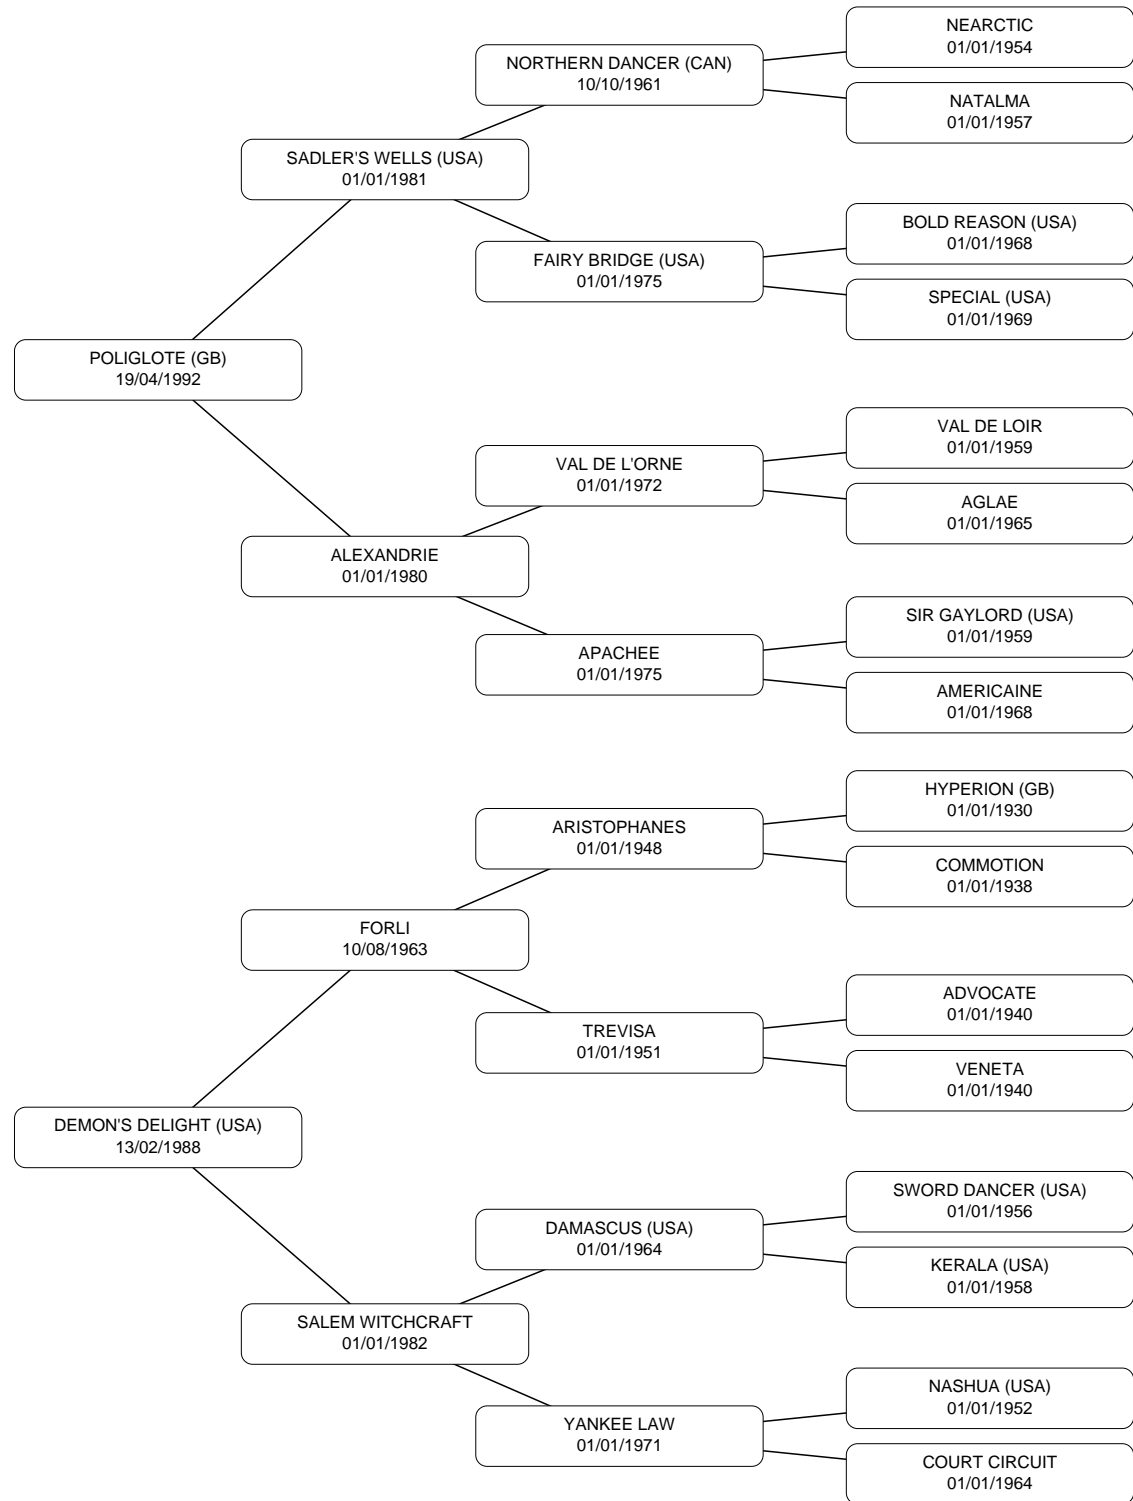 NEARCTIC
01/01/1954
NORTHERN DANCER (CAN)
10/10/1961
NATALMA
01/01/1957
SADLER'S WELLS (USA)
01/01/1981
BOLD REASON (USA)
01/01/1968
FAIRY BRIDGE (USA)
01/01/1975
SPECIAL (USA)
01/01/1969
POLIGLOTE (GB)
19/04/1992
VAL DE LOIR
01/01/1959
VAL DE L'ORNE
01/01/1972
AGLAE
01/01/1965
ALEXANDRIE
01/01/1980
SIR GAYLORD (USA)
01/01/1959
APACHEE
01/01/1975
AMERICAINE
01/01/1968
HYPERION (GB)
01/01/1930
ARISTOPHANES
01/01/1948
COMMOTION
01/01/1938
FORLI
10/08/1963
ADVOCATE
01/01/1940
TREVISA
01/01/1951
VENETA
01/01/1940
DEMON'S DELIGHT (USA)
13/02/1988
SWORD DANCER (USA)
01/01/1956
DAMASCUS (USA)
01/01/1964
KERALA (USA)
01/01/1958
SALEM WITCHCRAFT
01/01/1982
NASHUA (USA)
01/01/1952
YANKEE LAW
01/01/1971
COURT CIRCUIT
01/01/1964